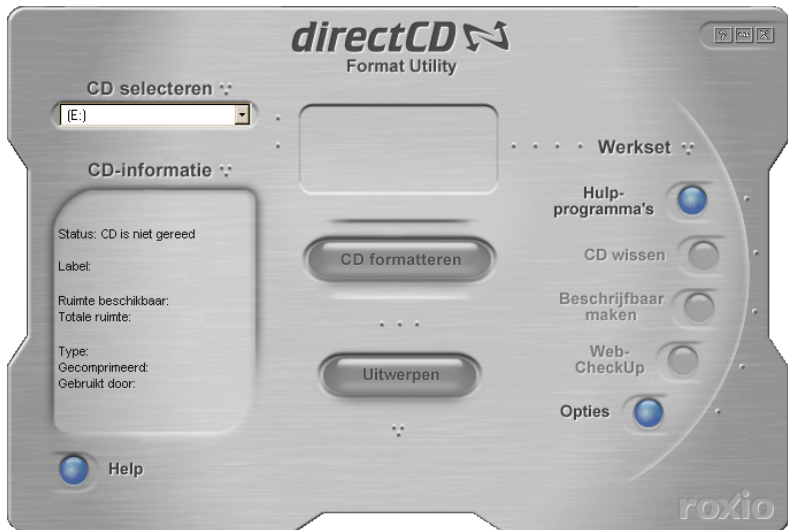 directCD
Format Utility
CD selecteren
(E:)
CD-informatie
Status: CD is niet gereed
Label:
Ruimte beschikbaar:
Totale ruimte:
Type:
Gecomprimeerd:
Gebruikt door:
Help
CD formatteren
Uitwerpen
Werkset
Hulp-
programma's
CD wissen
Beschrijfbaar
maken
Web-
CheckUp
Opties
roxio